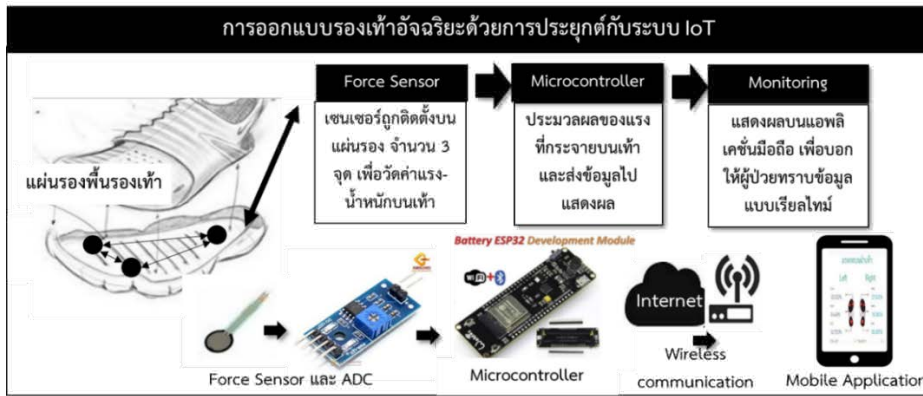 การออกแบบรองเท้าอัจฉริยะด้วยการประยุกต์กับระบบ IoT
Force Sensor
เซนเซอร์ถูกติดตั้งบน
แผ่นรอง จำนวน 3
จุด เพื่อวัดค่าแรง-
น้ำหนักบนเท้า
Microcontroller
ประมวลผลของแรง
ที่กระจายบนเท้า
และส่งข้อมูลไป
แสดงผล
Monitoring
แสดงผลบนแอพลิ
เคชั่นมือถือ เพื่อบอก
ให้ผู้ป่วยทราบข้อมูล
แบบเรียลไทม์
แผ่นรองพื้นรองเท้า
Battery ESP32 Development Module
WiFi+
Internet
Left Right
Force Sensor และ ADC
Microcontroller
Wireless
communication
Mobile Application